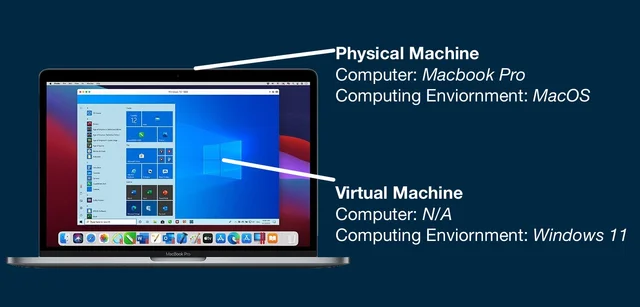 Physical Machine
Computer: Macbook Pro
Computing Enviornment: MacOS
Virtual Machine
Computer: N/A
Computing Enviornment: Windows 11
MacBook Pro